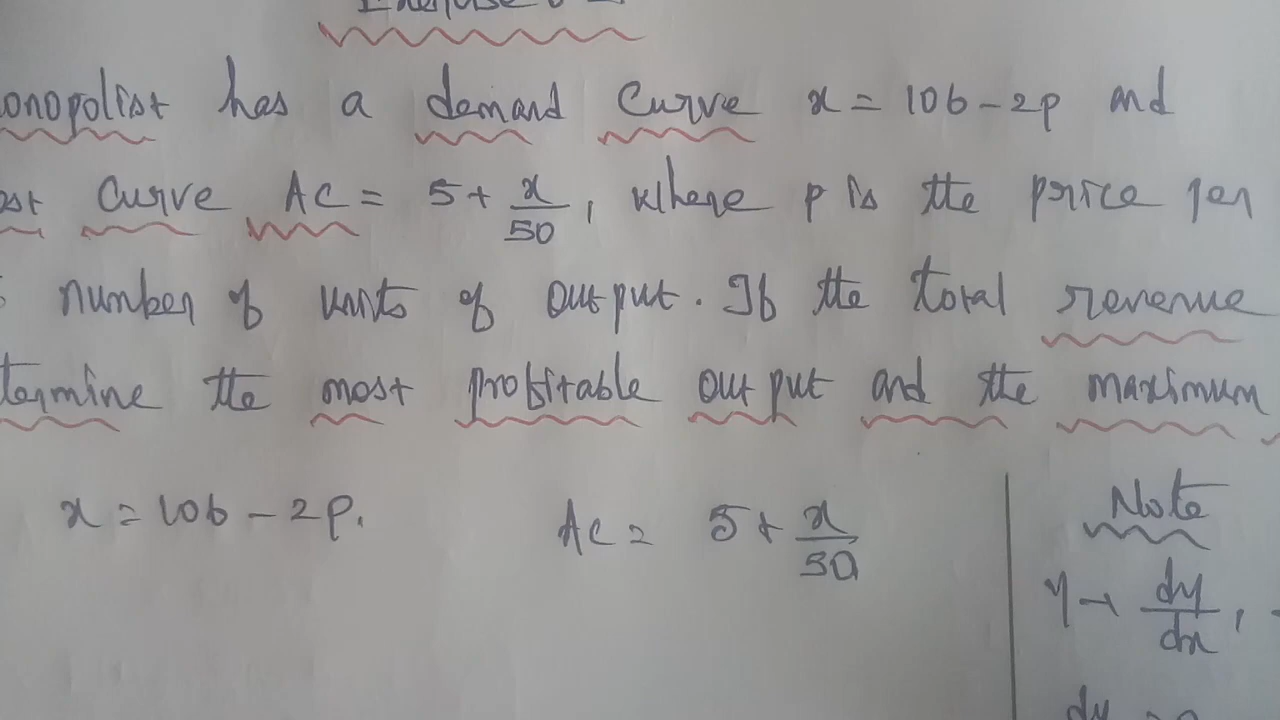 onopolist has a demand curve x = 106 - 2p and
ost curve AC = 5 + x/50, where p is the price per
number of units of output. If the total revenue
termine the most profitable output and the maximum
x = 106 - 2p. AC = 5 + x/50
Note
y → dy/dx,
dy